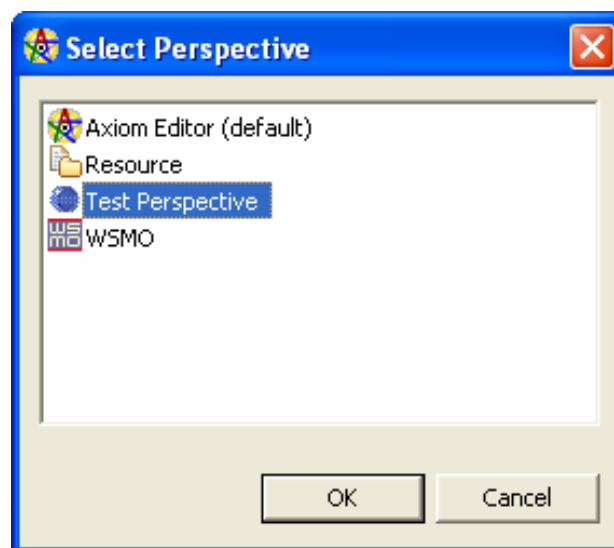 Select Perspective
Axiom Editor (default)
Resource
Test Perspective
WSMO
OK Cancel